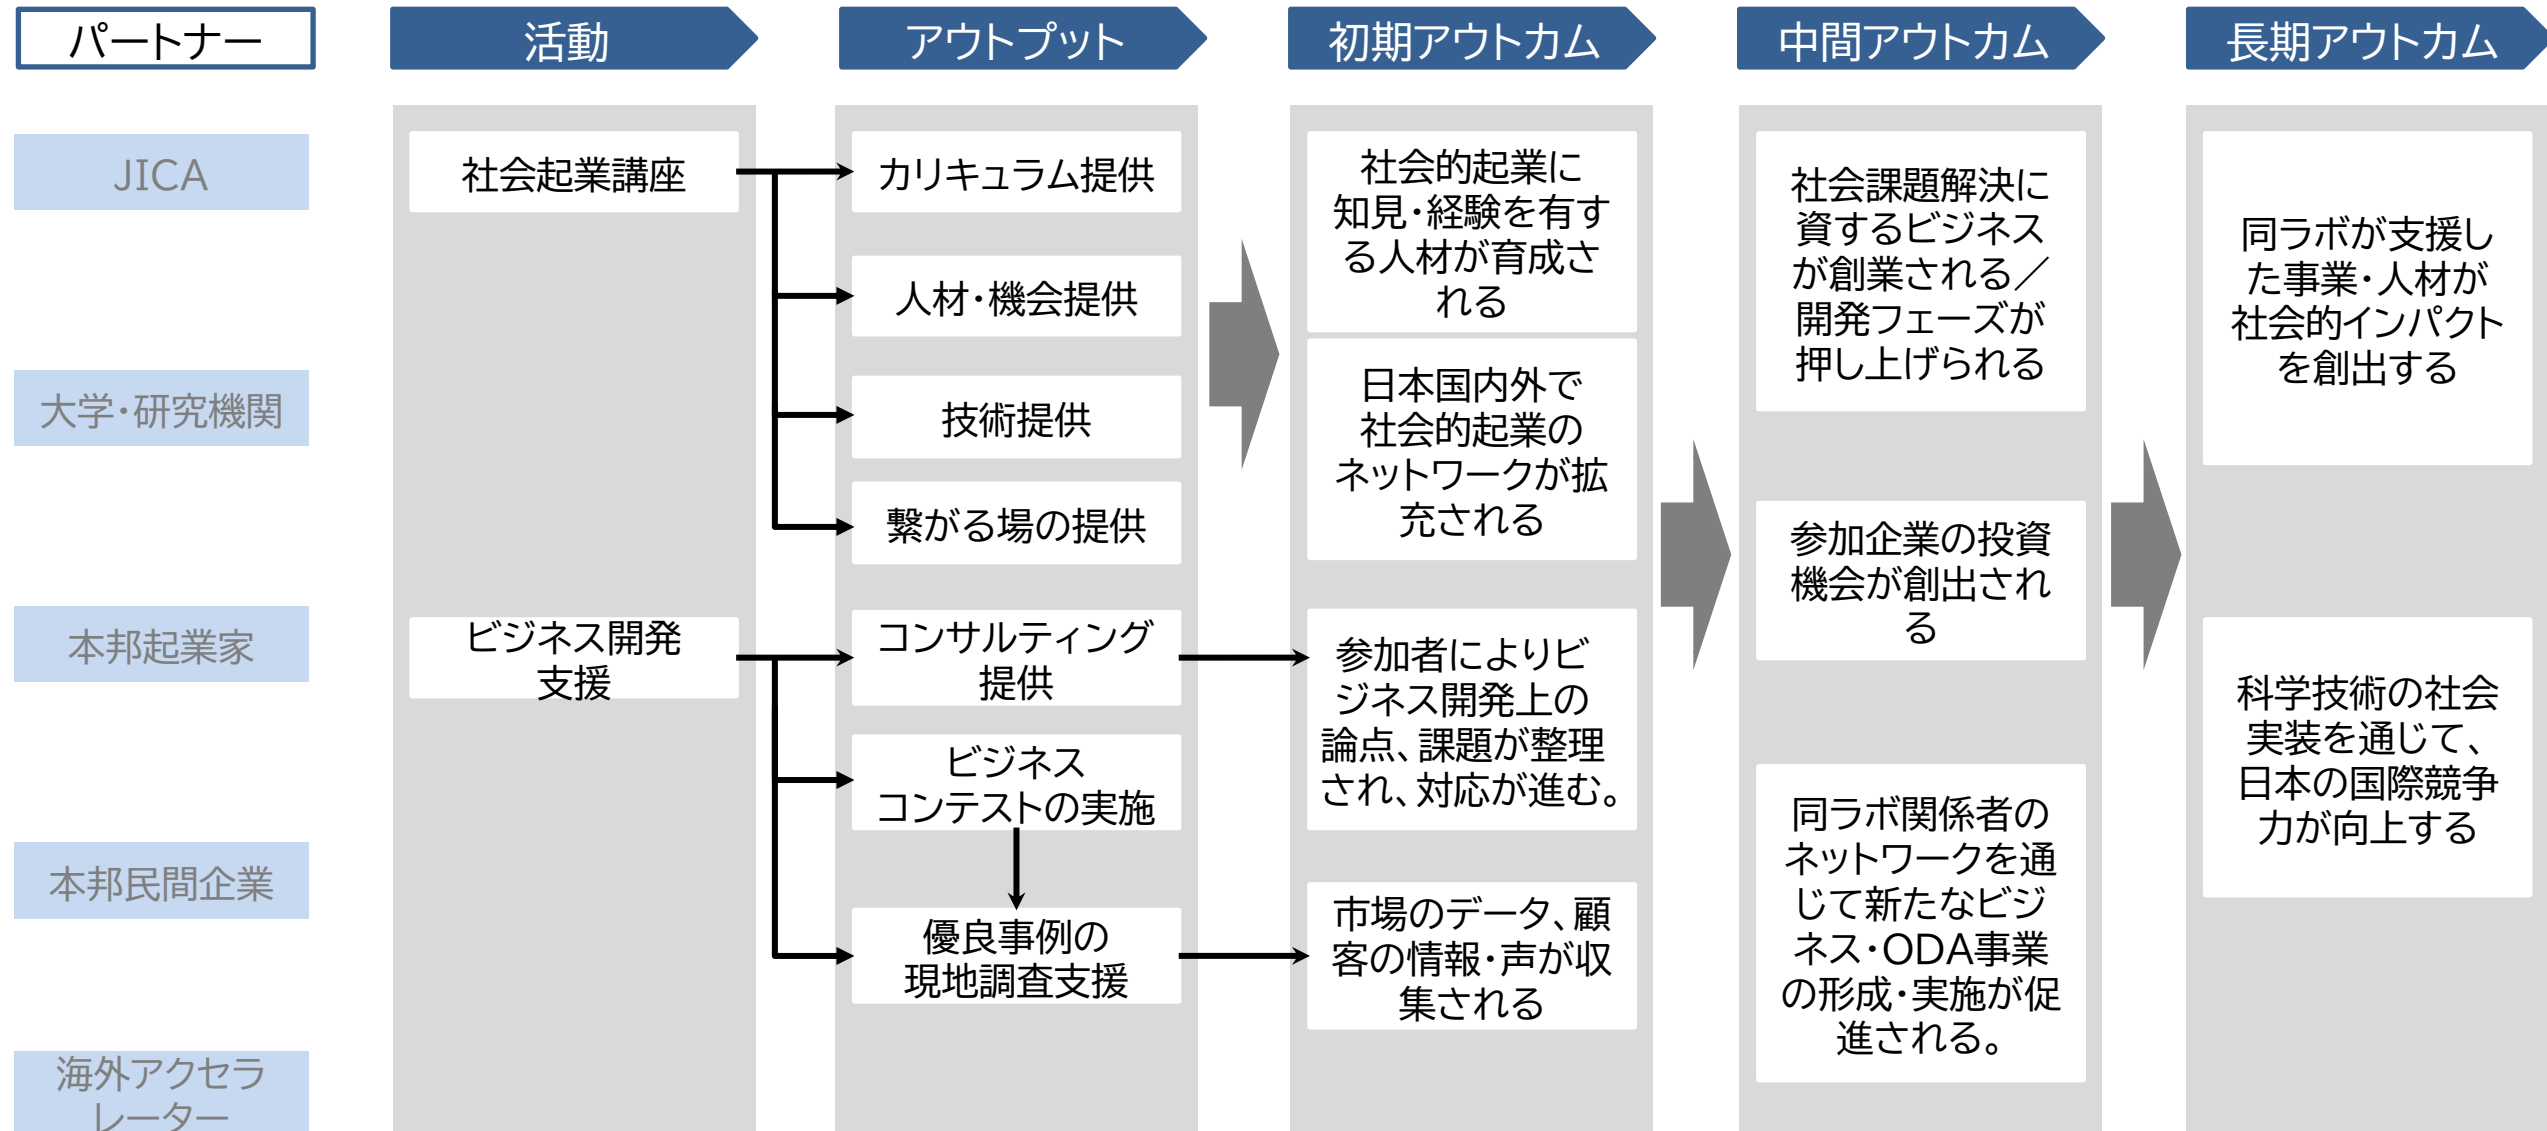 パートナー
活動
アウトプット
初期アウトカム
中間アウトカム
長期アウトカム
JICA
大学・研究機関
本邦起業家
本邦民間企業
海外アクセラ
レーター
社会起業講座
ビジネス開発
支援
カリキュラム提供
人材・機会提供
技術提供
繋がる場の提供
コンサルティング
提供
ビジネス
コンテストの実施
優良事例の
現地調査支援
社会的起業に
知見・経験を有す
る人材が育成さ
れる
日本国内外で
社会的起業の
ネットワークが拡
充される
参加者によりビ
ジネス開発上の
論点、課題が整理
され、対応が進む。
市場のデータ、顧
客の情報・声が収
集される
社会課題解決に
資するビジネス
が創業される／
開発フェーズが
押し上げられる
参加企業の投資
機会が創出され
る
同ラボ関係者の
ネットワークを通
じて新たなビジ
ネス・ODA事業
の形成・実施が促
進される。
同ラボが支援し
た事業・人材が
社会的インパクト
を創出する
科学技術の社会
実装を通じて、
日本の国際競争
力が向上する